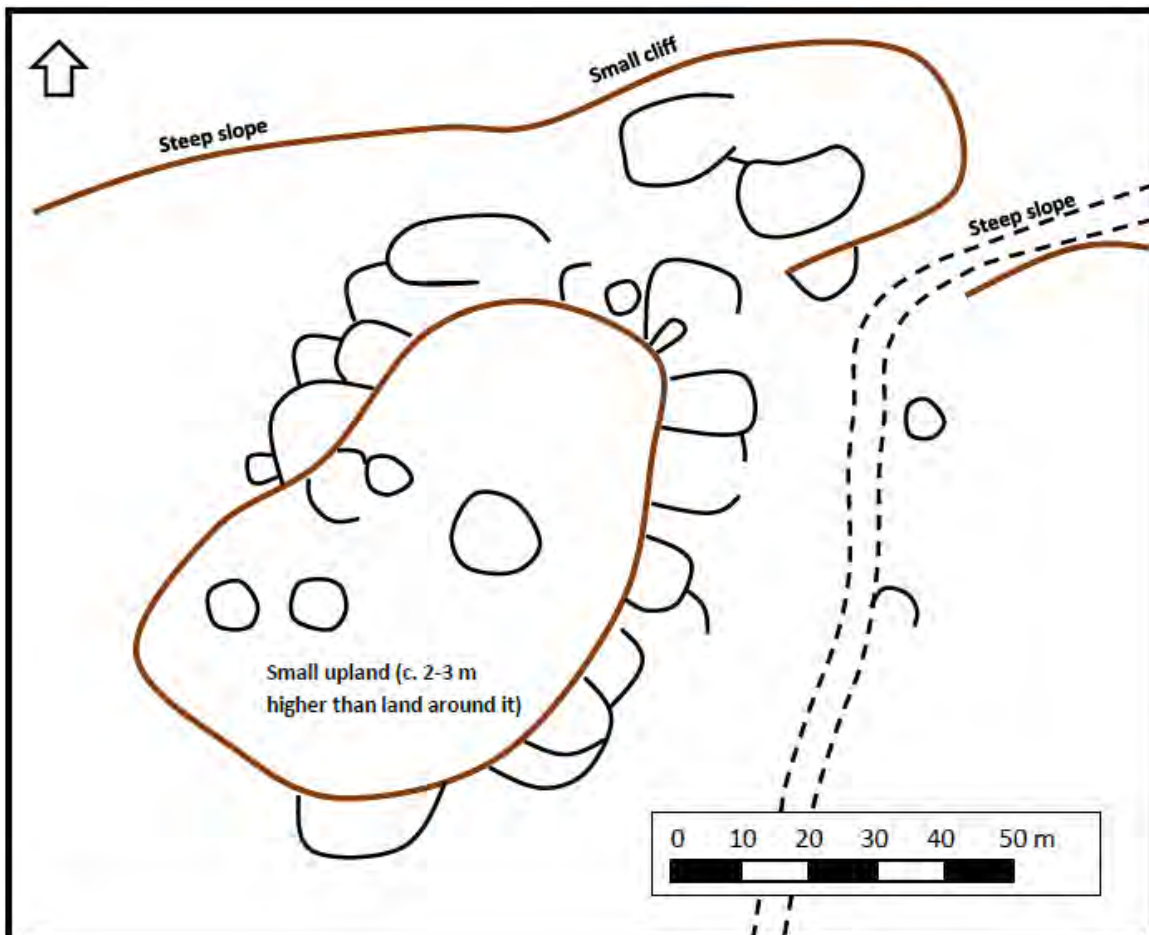 Small cliff
Steep slope
Steep slope
Small upland (c. 2-3 m
higher than land around it)
0 10 20 30 40 50 m